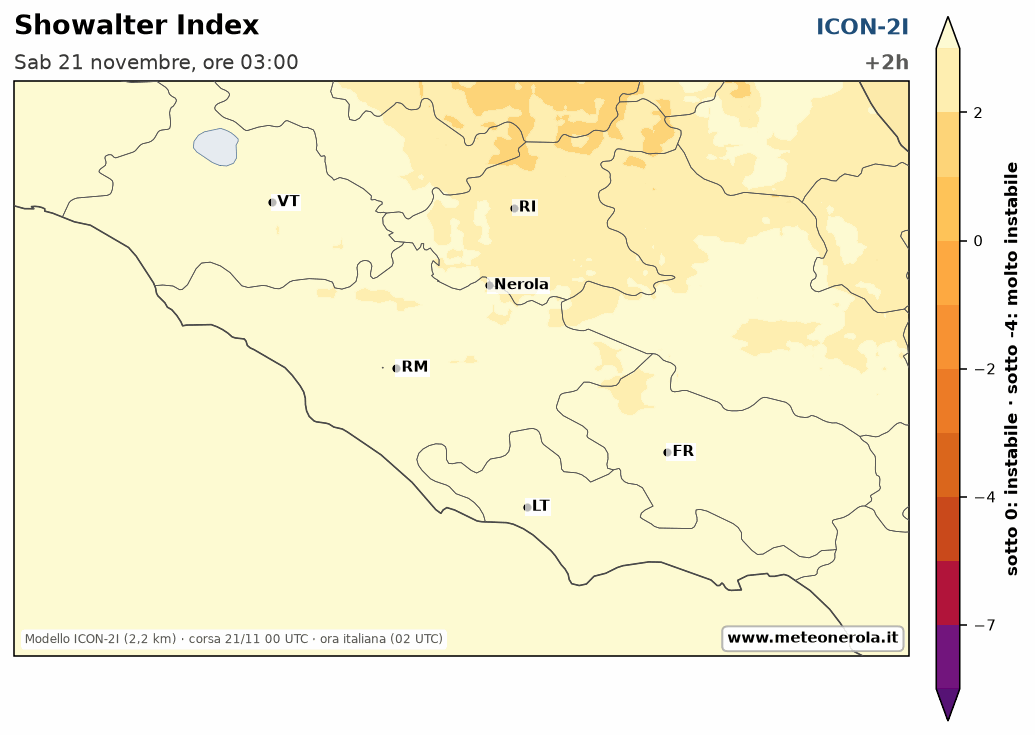 Showalter Index
ICON-2I
Sab 21 novembre, ore 03:00
+2h
VT
RI
Nerola
RM
FR
LT
Modello ICON-2I (2,2 km) · corsa 21/11 00 UTC · ora italiana (02 UTC)
www.meteonerola.it
2
0
−2
−4
−7
sotto 0: instabile · sotto -4: molto instabile